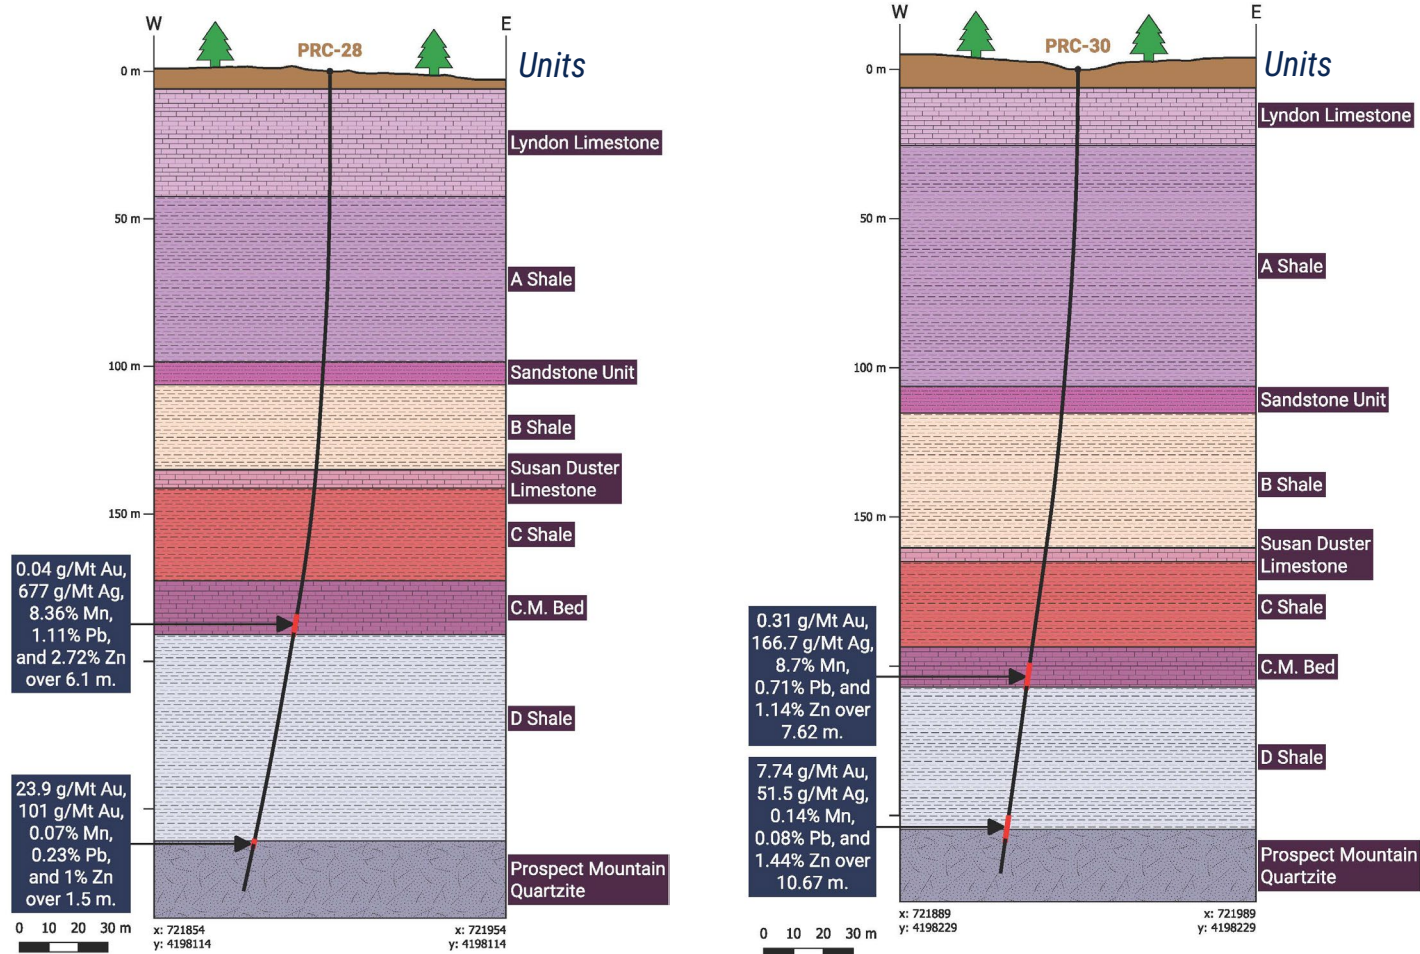 W
E
PRC-28
Units
0 m
50 m
100 m
150 m
Lyndon Limestone
A Shale
Sandstone Unit
B Shale
Susan Duster
Limestone
C Shale
C.M. Bed
D Shale
Prospect Mountain
Quartzite
0.04 g/Mt Au,
677 g/Mt Ag,
8.36% Mn,
1.11% Pb,
and 2.72% Zn
over 6.1 m.
23.9 g/Mt Au,
101 g/Mt Au,
0.07% Mn,
0.23% Pb,
and 1% Zn
over 1.5 m.
0 10 20 30 m
x: 721854
y: 4198114
x: 721954
y: 4198114
W
E
PRC-30
Units
0 m
50 m
100 m
150 m
Lyndon Limestone
A Shale
Sandstone Unit
B Shale
Susan Duster
Limestone
C Shale
C.M. Bed
D Shale
Prospect Mountain
Quartzite
0.31 g/Mt Au,
166.7 g/Mt Ag,
8.7% Mn,
0.71% Pb, and
1.14% Zn over
7.62 m.
7.74 g/Mt Au,
51.5 g/Mt Ag,
0.14% Mn,
0.08% Pb, and
1.44% Zn over
10.67 m.
0 10 20 30 m
x: 721889
y: 4198229
x: 721989
y: 4198229